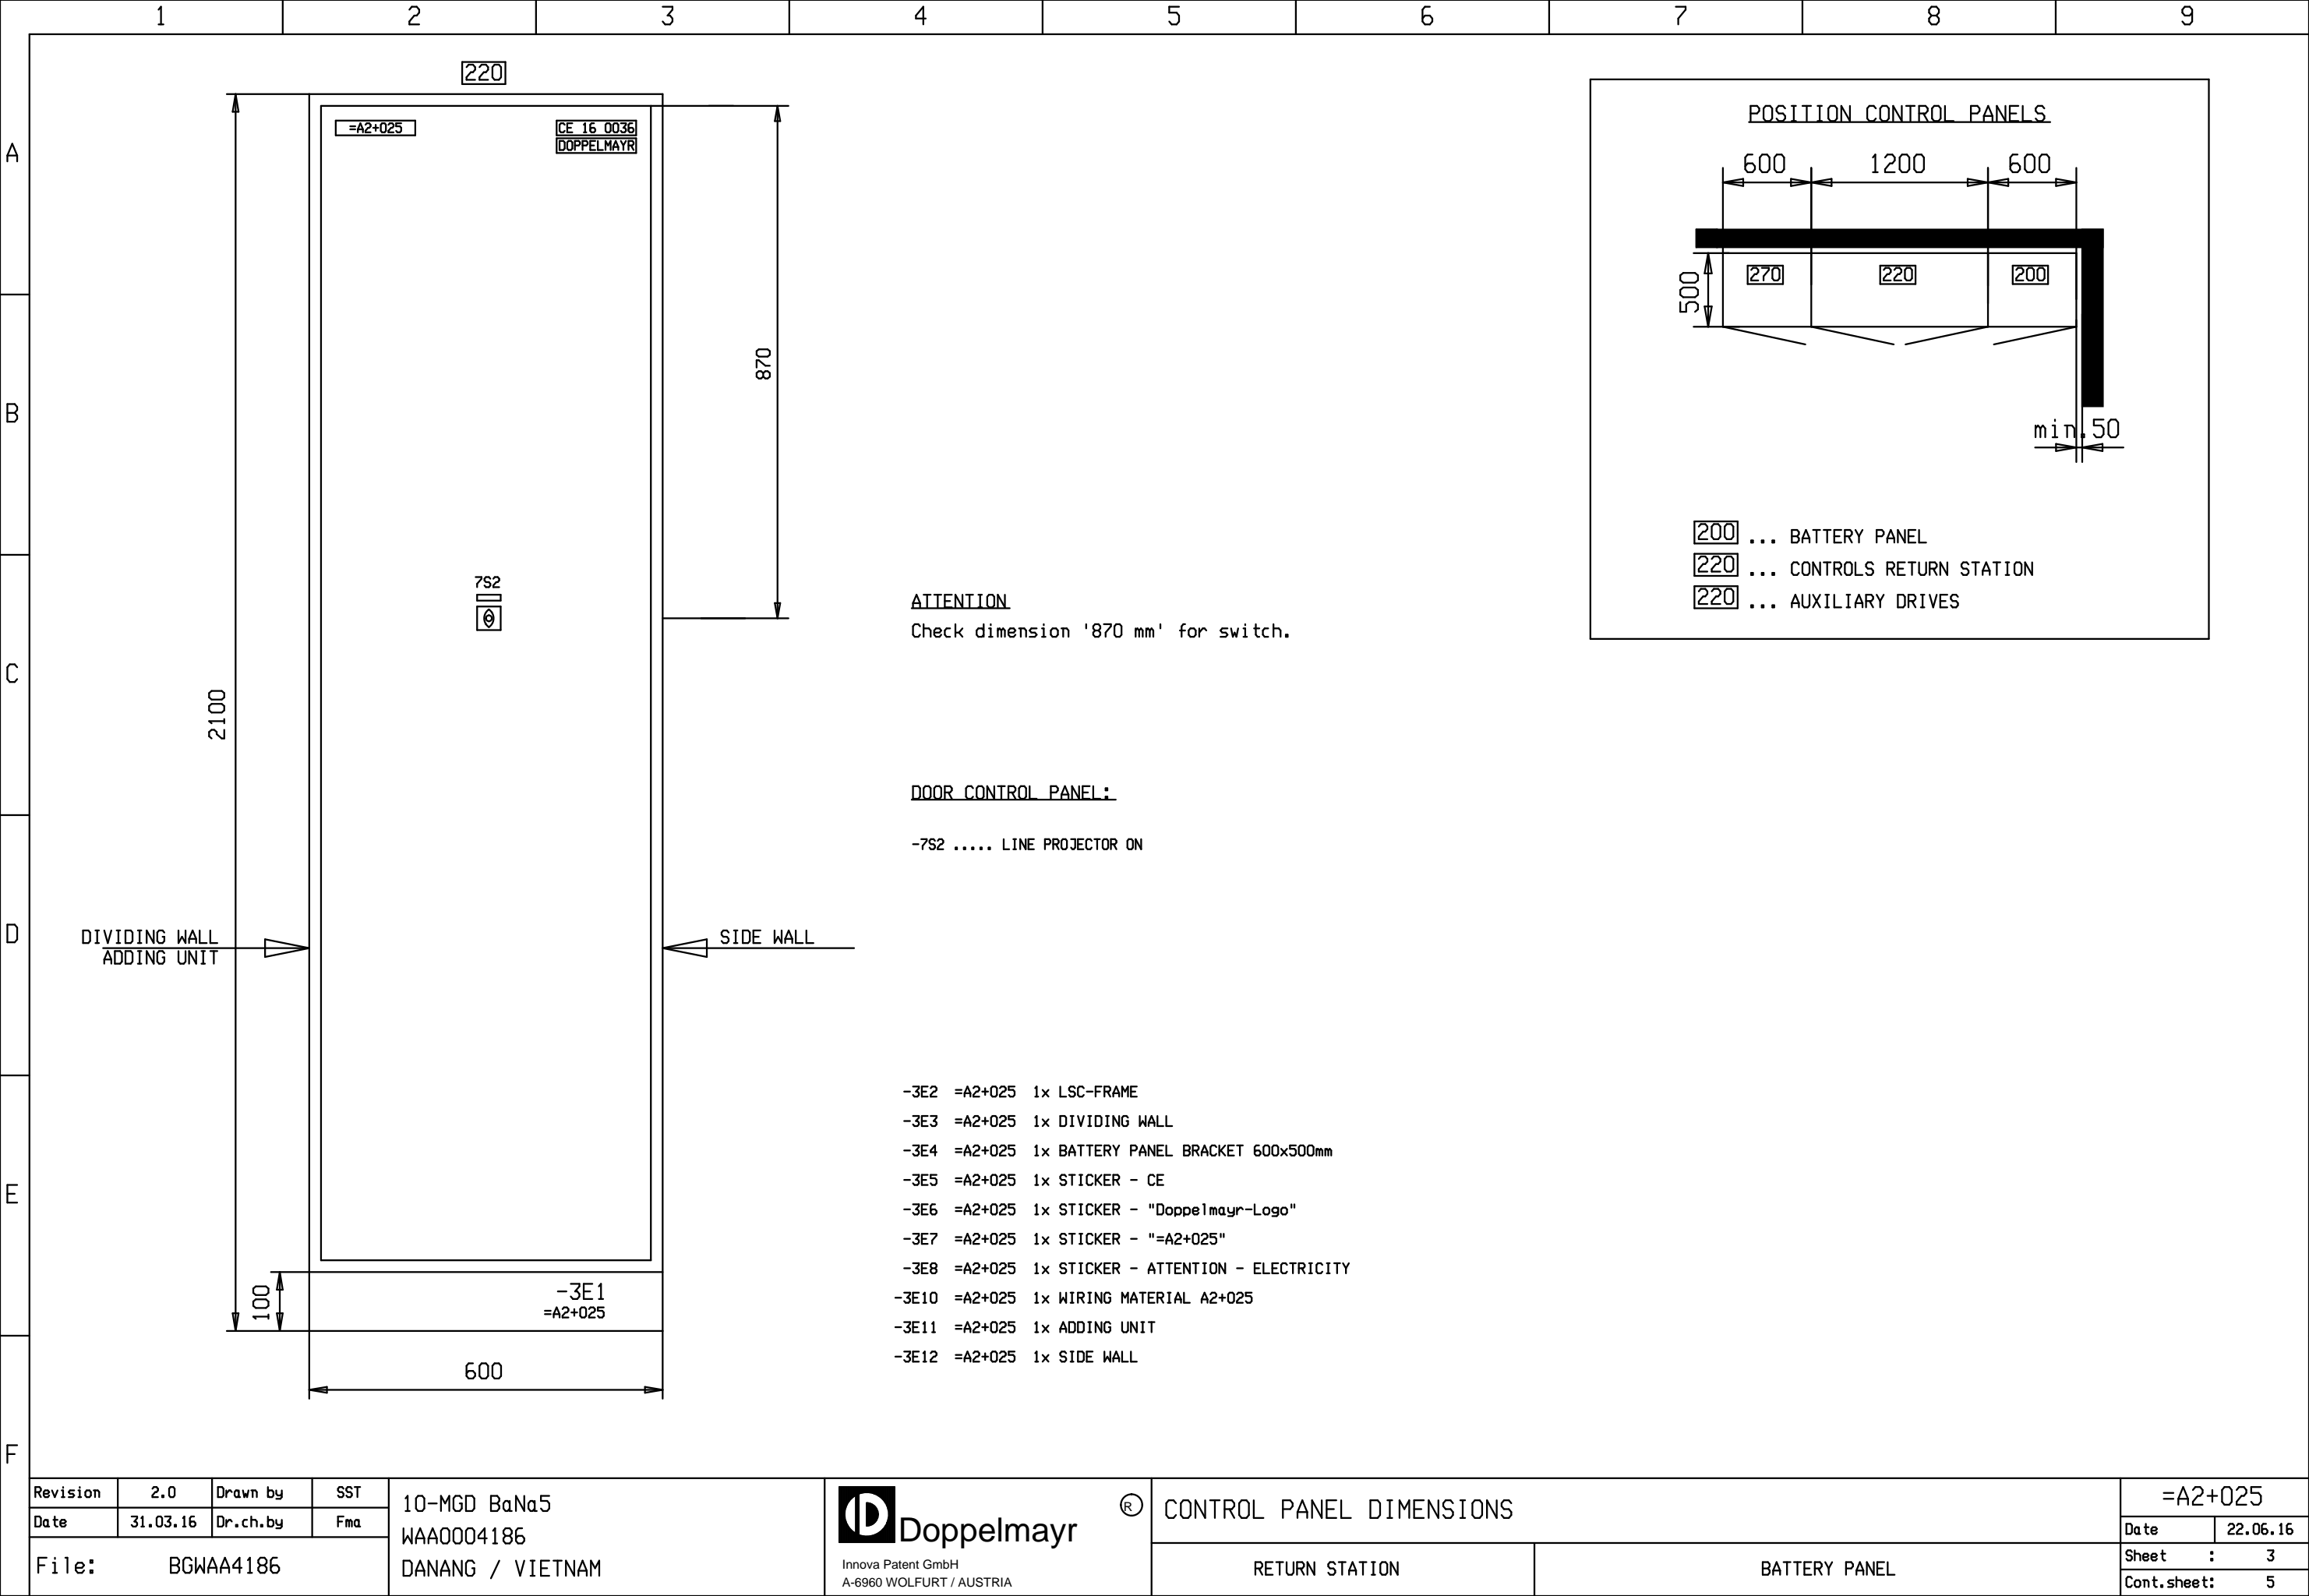 1 2 3 4 5 6 7 8 9
A
B
C
D
E
F
220
=A2+025
CE 16 0036
DOPPELMAYR
870
2100
7S2
DIVIDING WALL
ADDING UNIT
SIDE WALL
100
-3E1
=A2+025
600
ATTENTION
Check dimension '870 mm' for switch.
DOOR CONTROL PANEL:
-7S2 ..... LINE PROJECTOR ON
-3E2 =A2+025 1x LSC-FRAME
-3E3 =A2+025 1x DIVIDING WALL
-3E4 =A2+025 1x BATTERY PANEL BRACKET 600x500mm
-3E5 =A2+025 1x STICKER - CE
-3E6 =A2+025 1x STICKER - "Doppelmayr-Logo"
-3E7 =A2+025 1x STICKER - "=A2+025"
-3E8 =A2+025 1x STICKER - ATTENTION - ELECTRICITY
-3E10 =A2+025 1x WIRING MATERIAL A2+025
-3E11 =A2+025 1x ADDING UNIT
-3E12 =A2+025 1x SIDE WALL
POSITION CONTROL PANELS
600 1200 600
500
270 220 200
min.50
200 ... BATTERY PANEL
220 ... CONTROLS RETURN STATION
220 ... AUXILIARY DRIVES
Revision 2.0 Drawn by SST
Date 31.03.16 Dr.ch.by Fma
File: BGWAA4186
10-MGD BaNa5
WAA0004186
DANANG / VIETNAM
Doppelmayr ®
Innova Patent GmbH
A-6960 WOLFURT / AUSTRIA
CONTROL PANEL DIMENSIONS
RETURN STATION
BATTERY PANEL
=A2+025
Date 22.06.16
Sheet : 3
Cont.sheet: 5